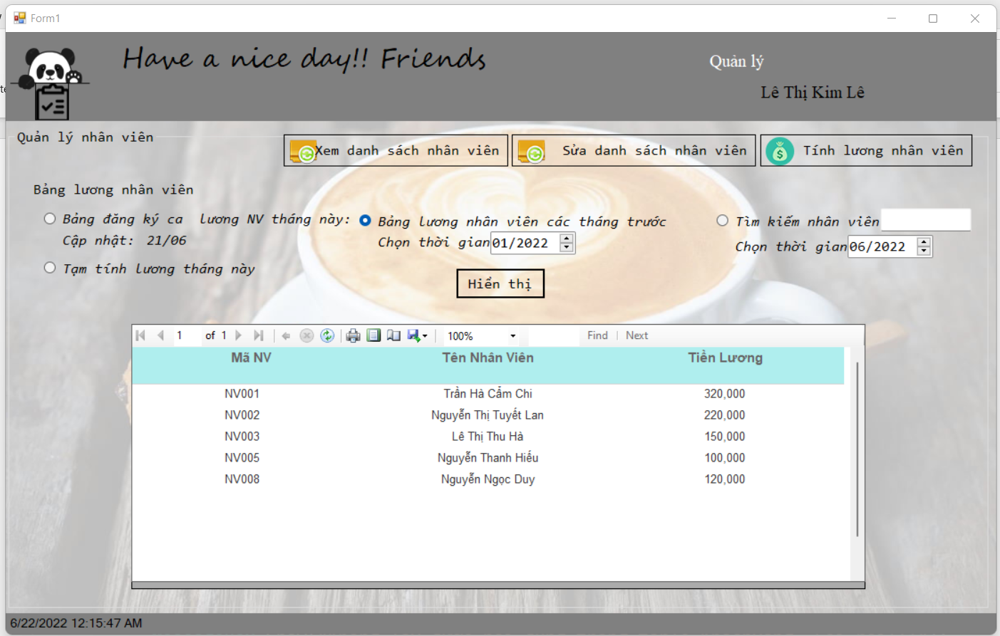 Form1
Have a nice day!! Friends
Quản lý
Lê Thị Kim Lê
Quản lý nhân viên
Xem danh sách nhân viên
Sửa danh sách nhân viên
Tính lương nhân viên
Bảng lương nhân viên
Bảng đăng ký ca lương NV tháng này:
Cập nhật: 21/06
Tạm tính lương tháng này
Bảng lương nhân viên các tháng trước
Chọn thời gian 01/2022
Tìm kiếm nhân viên
Chọn thời gian 06/2022
Hiển thị
1 of 1 100% Find | Next
Mã NV Tên Nhân Viên Tiền Lương
NV001 Trần Hà Cẩm Chi 320,000
NV002 Nguyễn Thị Tuyết Lan 220,000
NV003 Lê Thị Thu Hà 150,000
NV005 Nguyễn Thanh Hiếu 100,000
NV008 Nguyễn Ngọc Duy 120,000
6/22/2022 12:15:47 AM